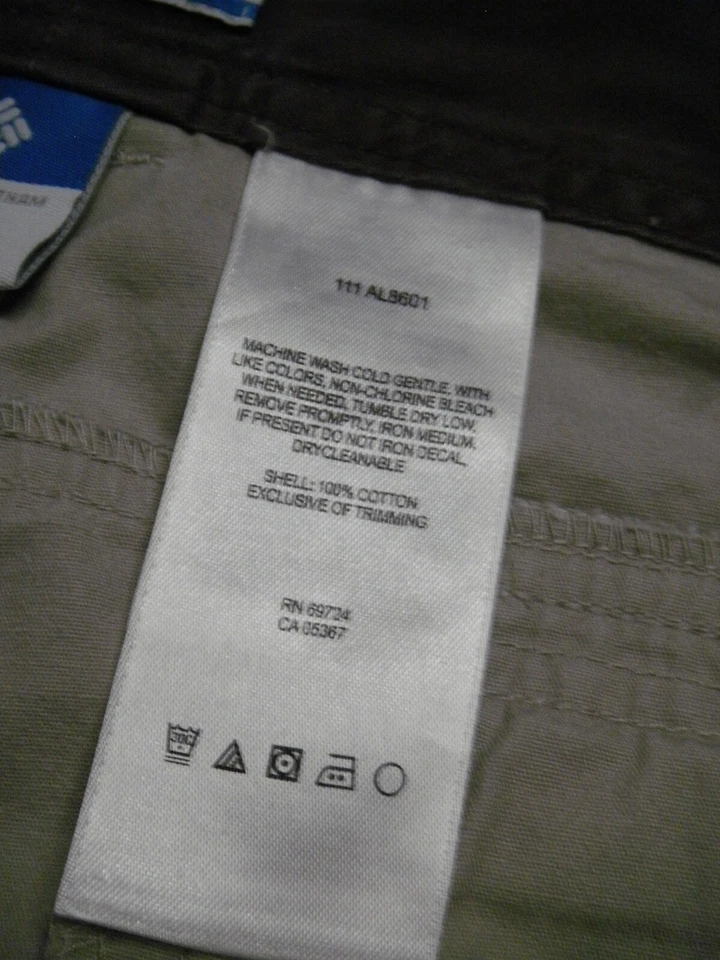 111 AL8601
MACHINE WASH COLD GENTLE, WITH
LIKE COLORS, NON-CHLORINE BLEACH
WHEN NEEDED, TUMBLE DRY LOW,
REMOVE PROMPTLY, IRON MEDIUM.
IF PRESENT DO NOT IRON DECAL,
DRYCLEANABLE
SHELL: 100% COTTON
EXCLUSIVE OF TRIMMING
RN 69724
CA 05367
30C